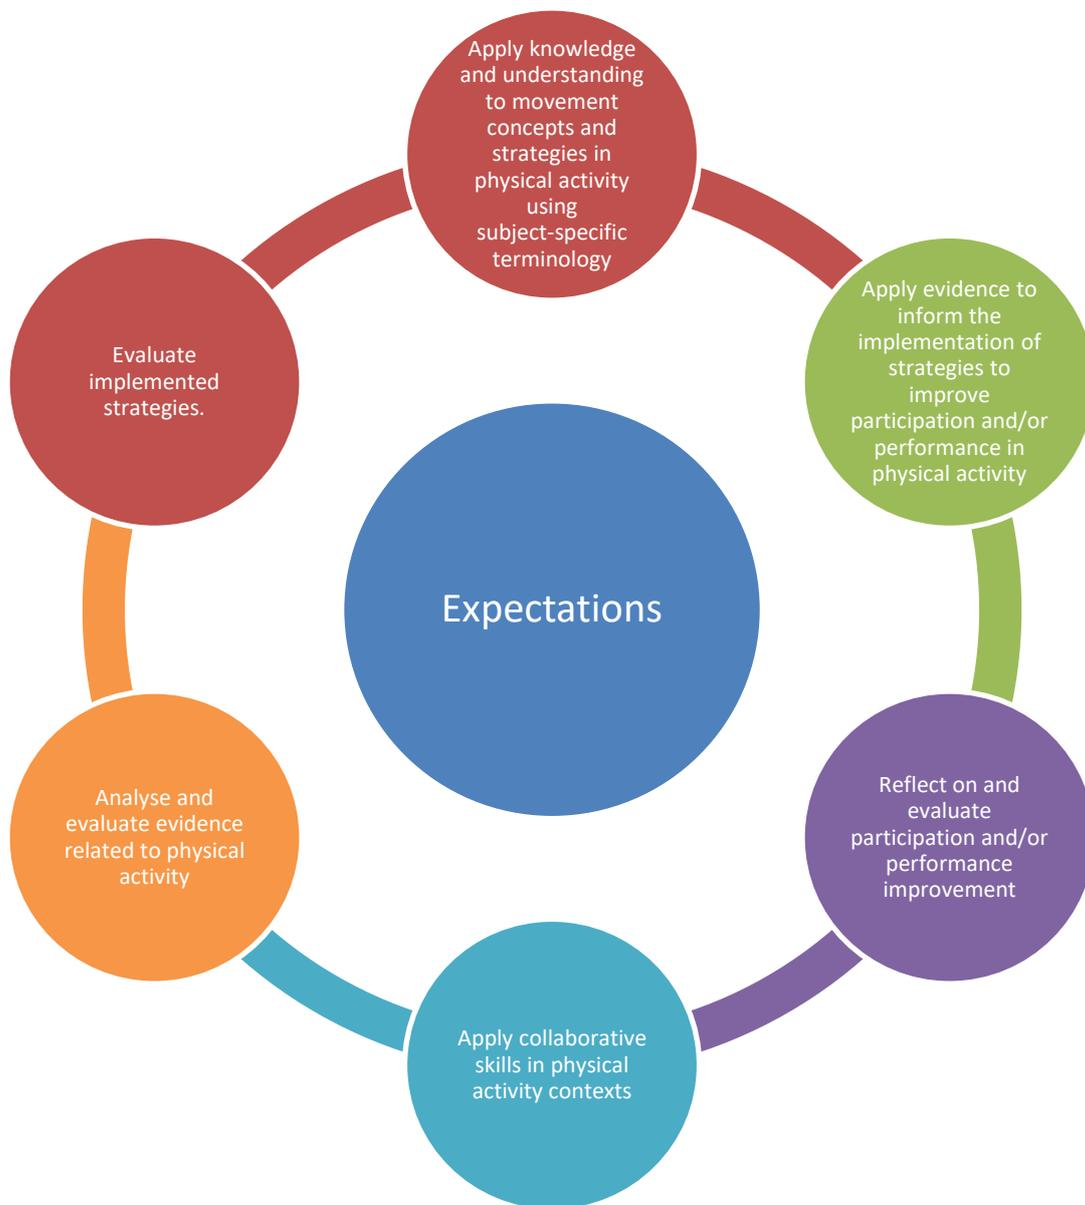 Apply knowledge
and understanding
to movement
concepts and
strategies in
physical activity
using
subject-specific
terminology
Apply evidence to
inform the
implementation of
strategies to
improve
participation and/or
performance in
physical activity
Reflect on and
evaluate
participation and/or
performance
improvement
Apply collaborative
skills in physical
activity contexts
Analyse and
evaluate evidence
related to physical
activity
Evaluate
implemented
strategies.
Expectations